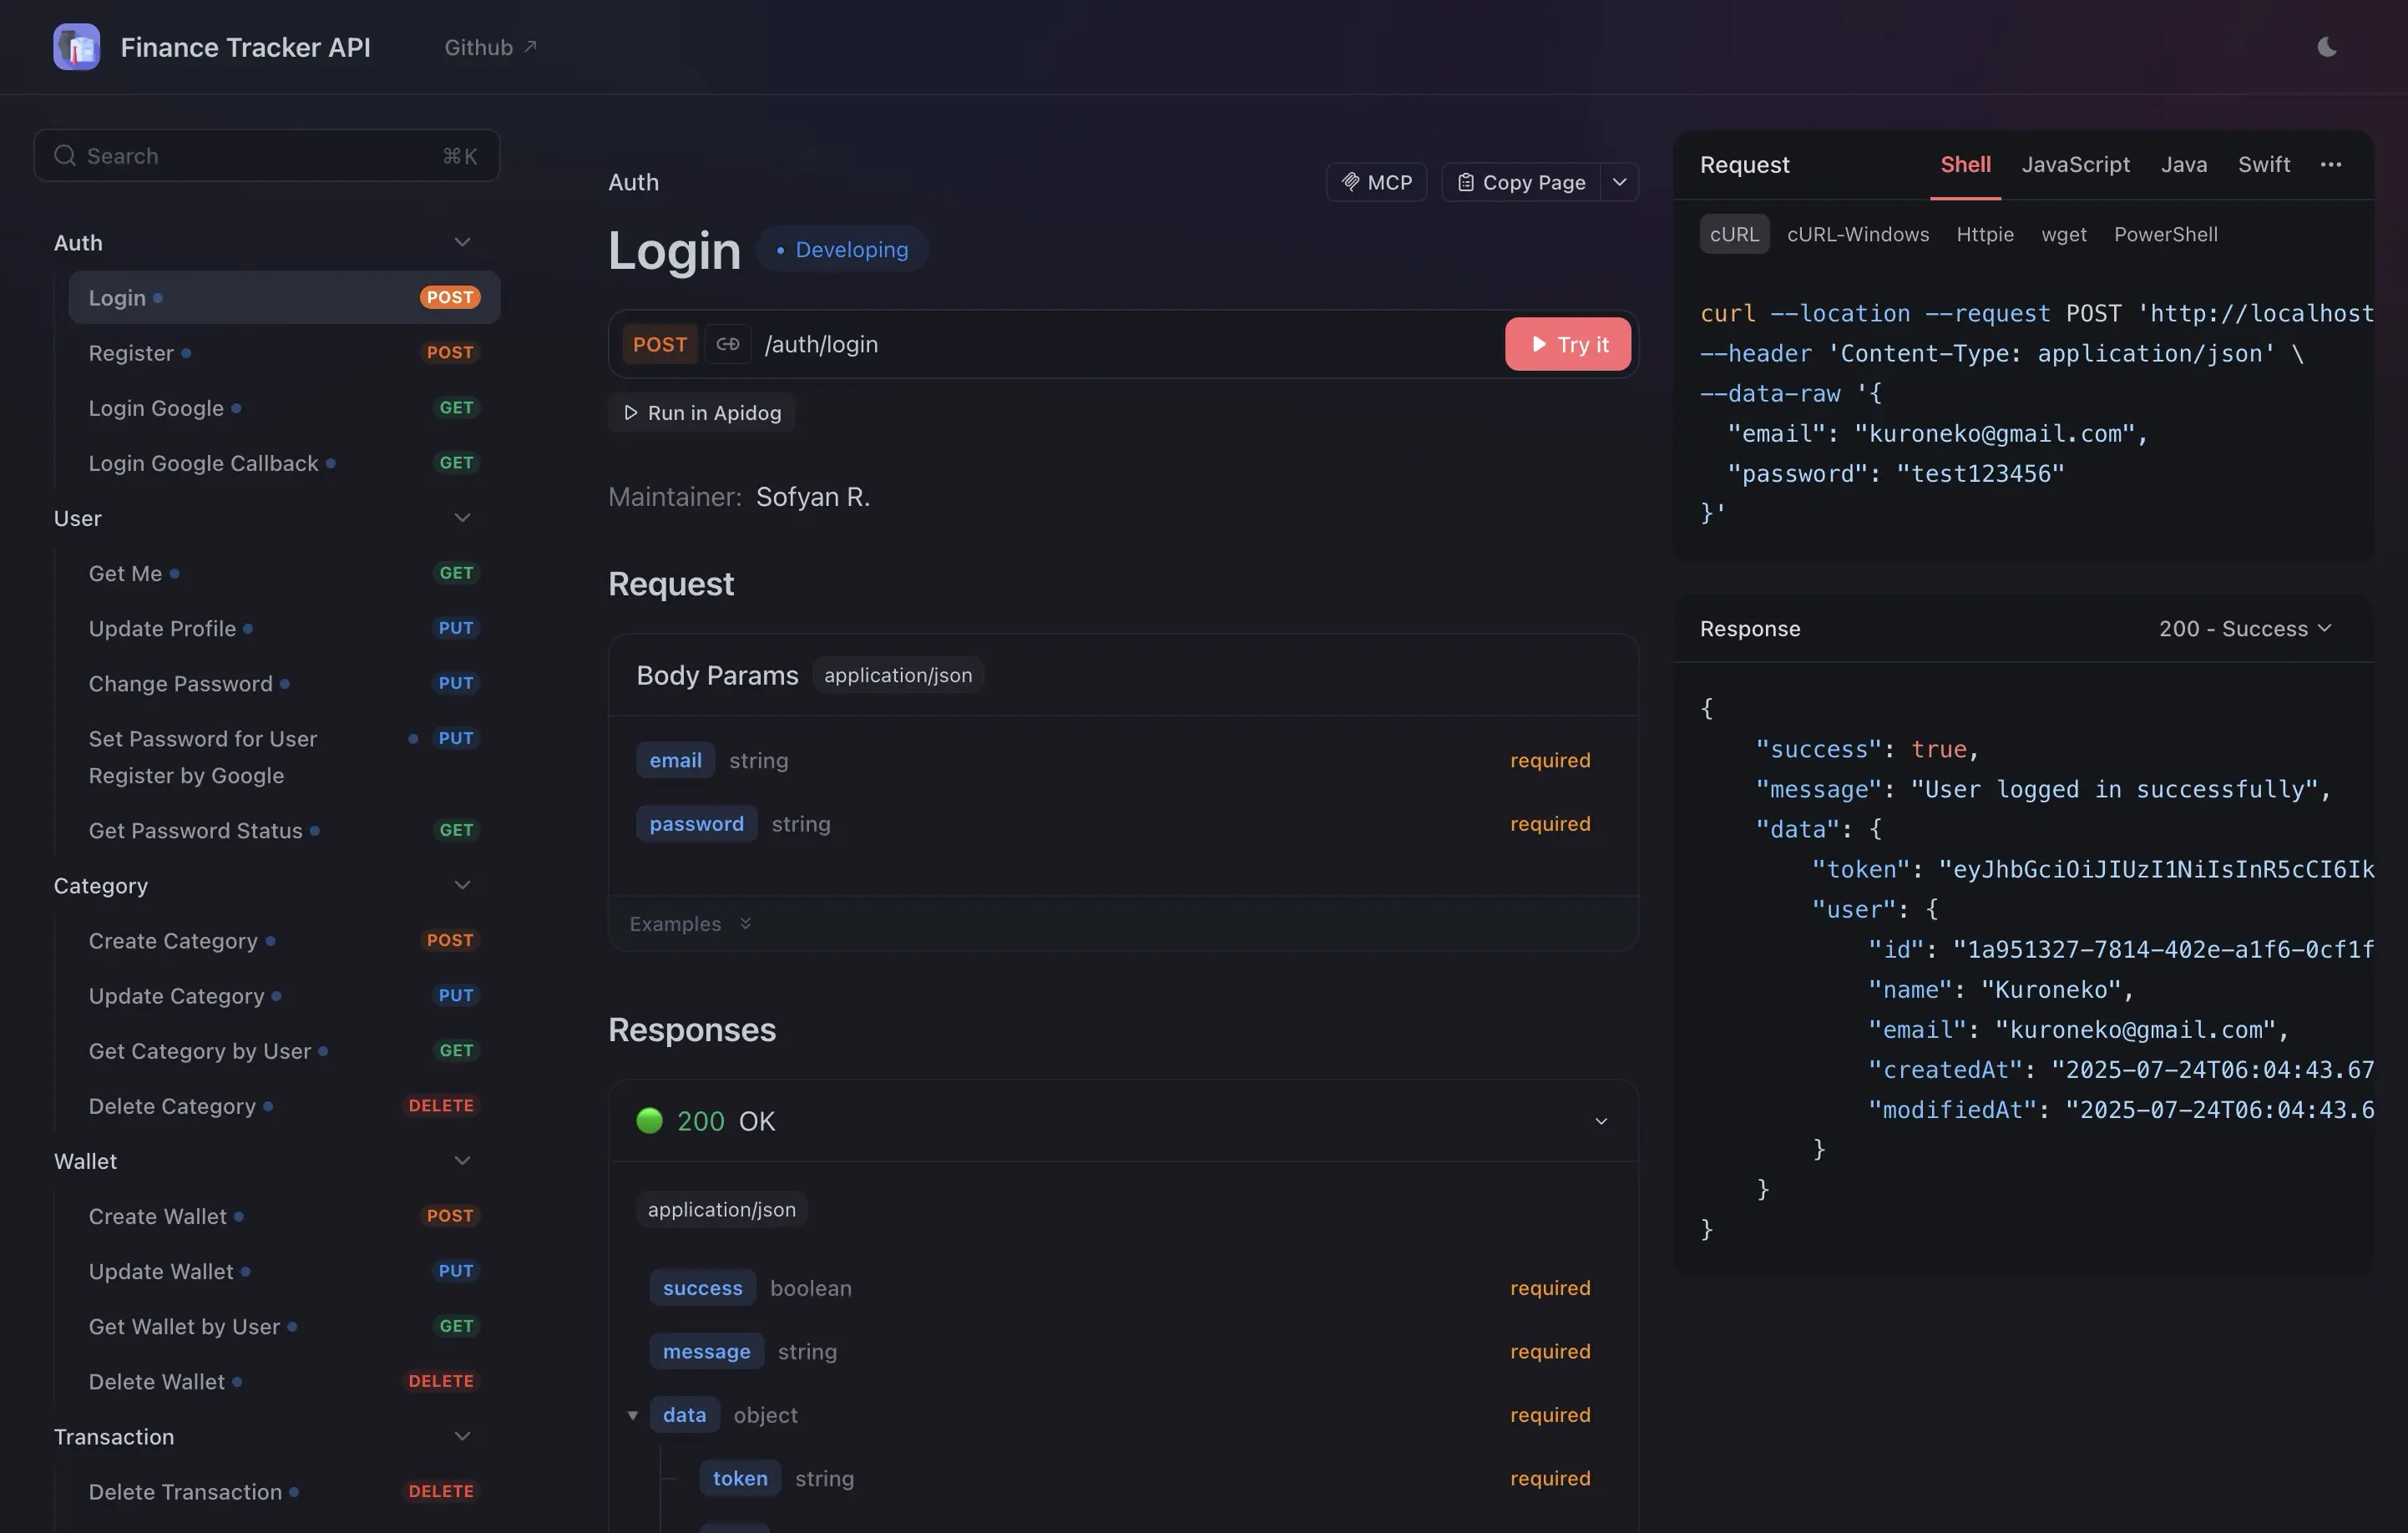 Finance Tracker API
Github ↗
Search ⌘K
Auth
Login POST
Register POST
Login Google GET
Login Google Callback GET
User
Get Me GET
Update Profile PUT
Change Password PUT
Set Password for User PUT
Register by Google
Get Password Status GET
Category
Create Category POST
Update Category PUT
Get Category by User GET
Delete Category DELETE
Wallet
Create Wallet POST
Update Wallet PUT
Get Wallet by User GET
Delete Wallet DELETE
Transaction
Delete Transaction DELETE
Auth
MCP
Copy Page
Login
Developing
POST /auth/login
Try it
Run in Apidog
Maintainer: Sofyan R.
Request
Body Params application/json
email string required
password string required
Examples
Responses
200 OK
application/json
success boolean required
message string required
data object required
token string required
Request Shell JavaScript Java Swift
cURL cURL-Windows Httpie wget PowerShell
curl --location --request POST 'http://localhost
--header 'Content-Type: application/json' \
--data-raw '{
"email": "kuroneko@gmail.com",
"password": "test123456"
}'
Response 200 - Success
{
"success": true,
"message": "User logged in successfully",
"data": {
"token": "eyJhbGciOiJIUzI1NiIsInR5cCI6Ik
"user": {
"id": "1a951327-7814-402e-a1f6-0cf1f
"name": "Kuroneko",
"email": "kuroneko@gmail.com",
"createdAt": "2025-07-24T06:04:43.67
"modifiedAt": "2025-07-24T06:04:43.6
}
}
}